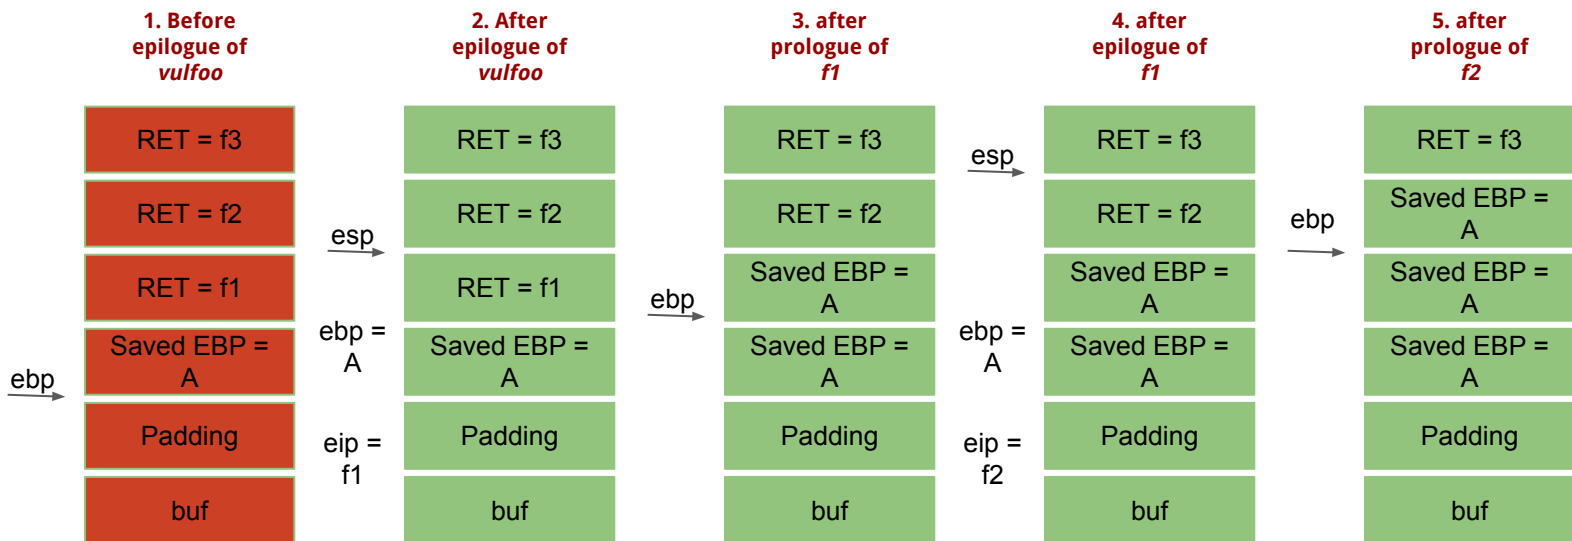 1. Before
epilogue of
vulfoo
RET = f3
RET = f2
RET = f1
Saved EBP =
A
Padding
buf
ebp
2. After
epilogue of
vulfoo
RET = f3
RET = f2
RET = f1
Saved EBP =
A
Padding
buf
esp
ebp =
A
eip =
f1
3. after
prologue of
f1
RET = f3
RET = f2
Saved EBP =
A
Saved EBP =
A
Padding
buf
ebp
4. after
epilogue of
f1
RET = f3
RET = f2
Saved EBP =
A
Saved EBP =
A
Padding
buf
esp
ebp =
A
eip =
f2
5. after
prologue of
f2
RET = f3
Saved EBP =
A
Saved EBP =
A
Saved EBP =
A
Padding
buf
ebp